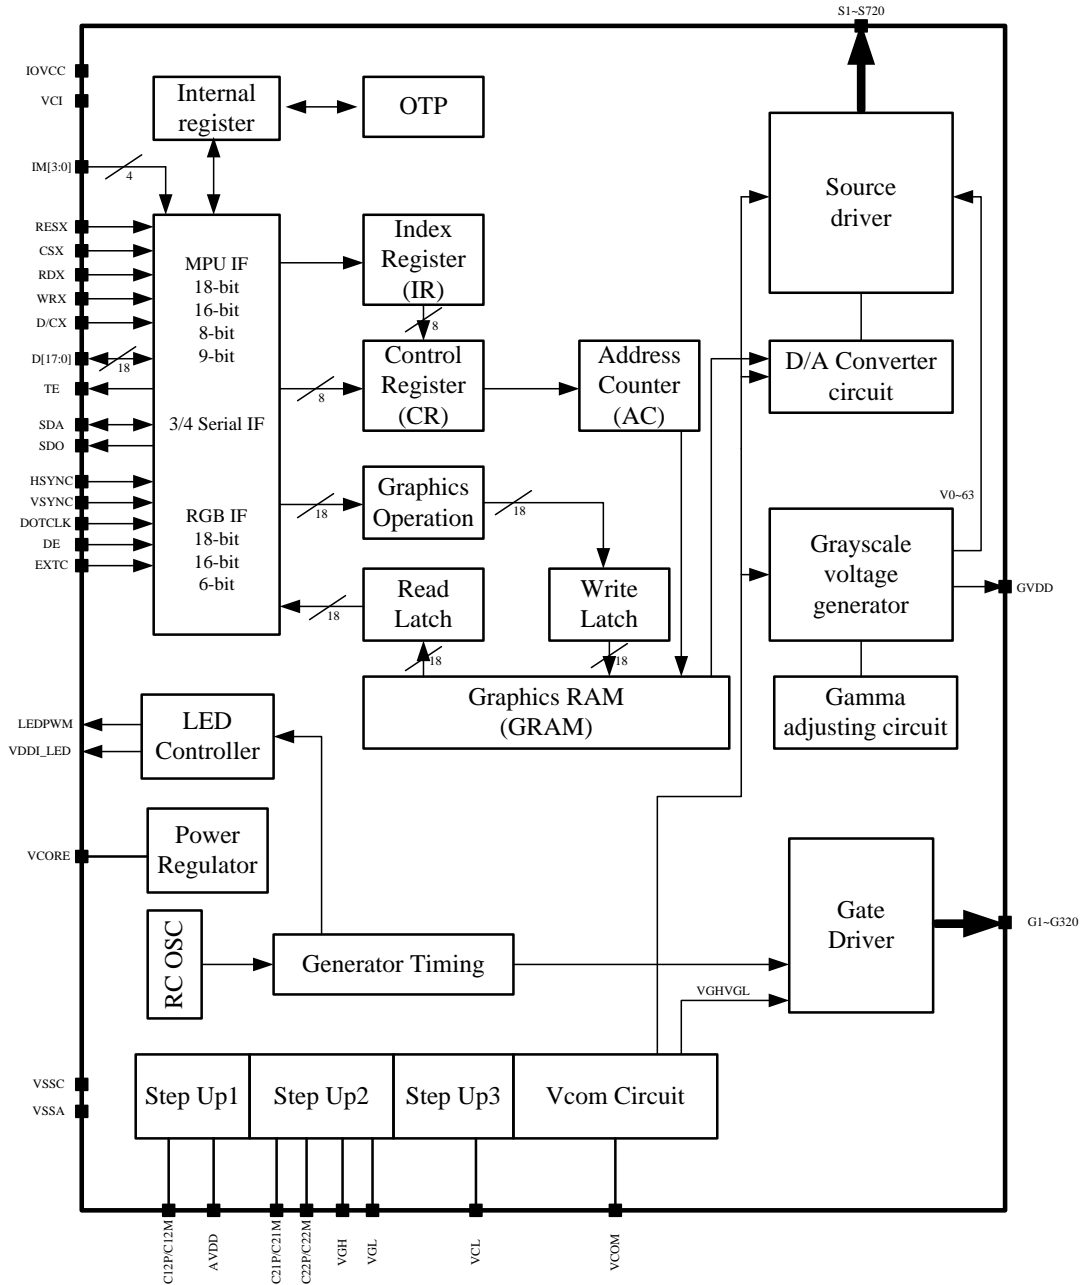 S1~S720
IOVCC
VCI
IM[3:0]
4
RESX
CSX
RDX
WRX
D/CX
D[17:0]
18
TE
SDA
SDO
HSYNC
VSYNC
DOTCLK
DE
EXTC
Internal
register
OTP
MPU IF
18-bit
16-bit
8-bit
9-bit
3/4 Serial IF
RGB IF
18-bit
16-bit
6-bit
Index
Register
(IR)
8
8
Control
Register
(CR)
Address
Counter
(AC)
18
Graphics
Operation
18
18
Read
Latch
Write
Latch
18
18
Graphics RAM
(GRAM)
Source
driver
D/A Converter
circuit
V0~63
Grayscale
voltage
generator
GVDD
Gamma
adjusting circuit
LEDPWM
VDDI_LED
LED
Controller
VCORE
Power
Regulator
RC OSC
Generator Timing
Gate
Driver
G1~G320
VGHVGL
VSSC
VSSA
Step Up1
Step Up2
Step Up3
Vcom Circuit
C12P/C12M
AVDD
C21P/C21M
C22P/C22M
VGH
VGL
VCL
VCOM